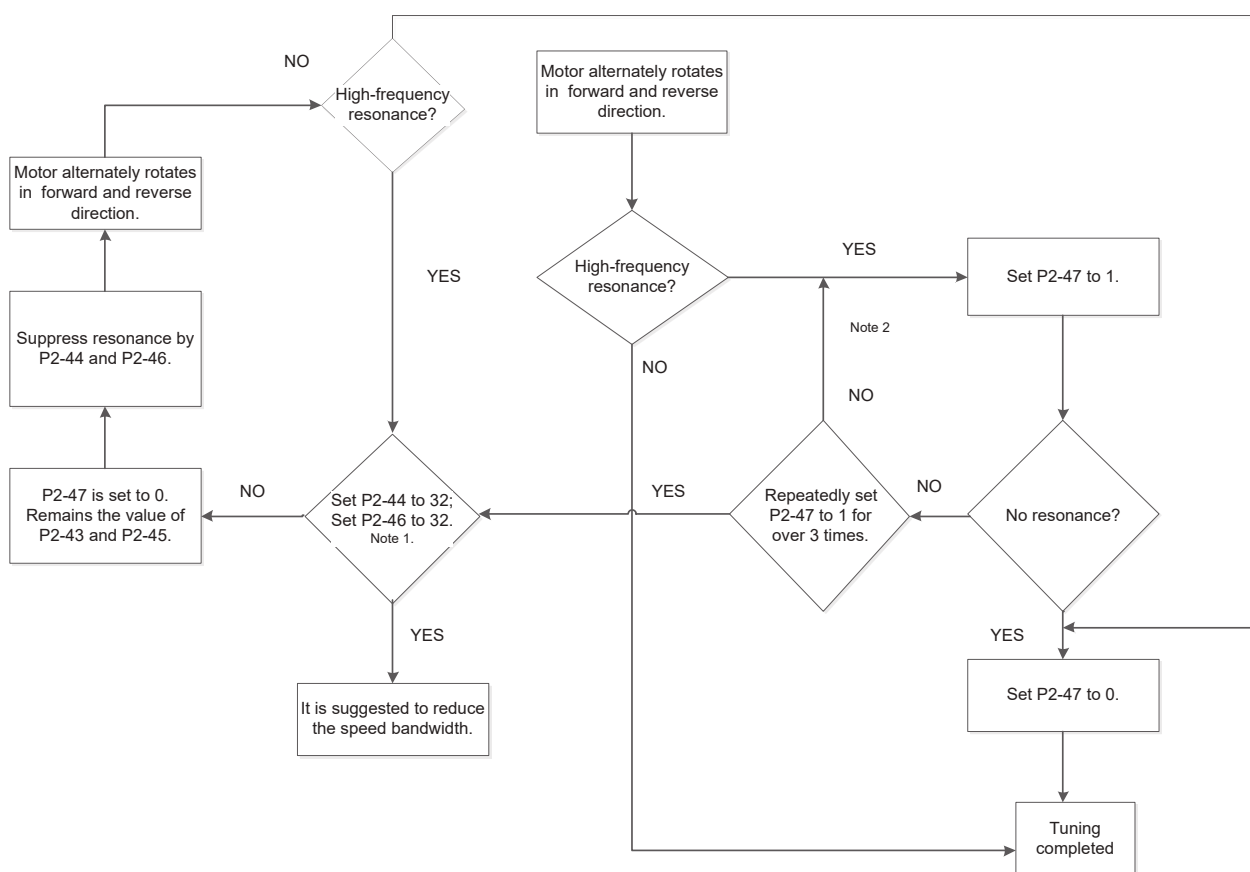 NO
High-frequency
resonance?
Motor alternately rotates
in forward and reverse
direction.
Motor alternately rotates
in forward and reverse
direction.
YES
High-frequency
resonance?
YES
Set P2-47 to 1.
Suppress resonance by
P2-44 and P2-46.
Note 2
NO
NO
P2-47 is set to 0.
Remains the value of
P2-43 and P2-45.
NO
Set P2-44 to 32;
Set P2-46 to 32.
Note 1.
YES
Repeatedly set
P2-47 to 1 for
over 3 times.
NO
No resonance?
YES
YES
It is suggested to reduce
the speed bandwidth.
Set P2-47 to 0.
Tuning
completed